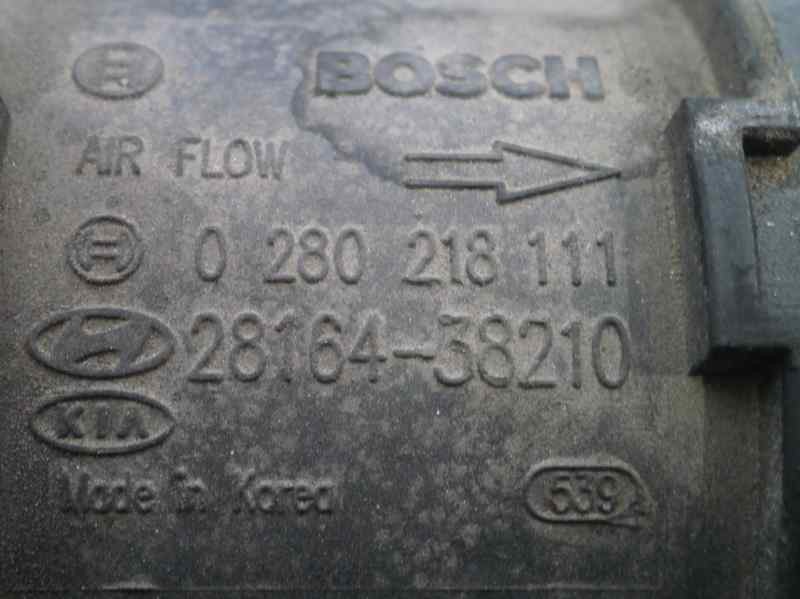 BOSCH
AIR FLOW
0 280 218 111
28164-38210
KIA
Made In Korea
539